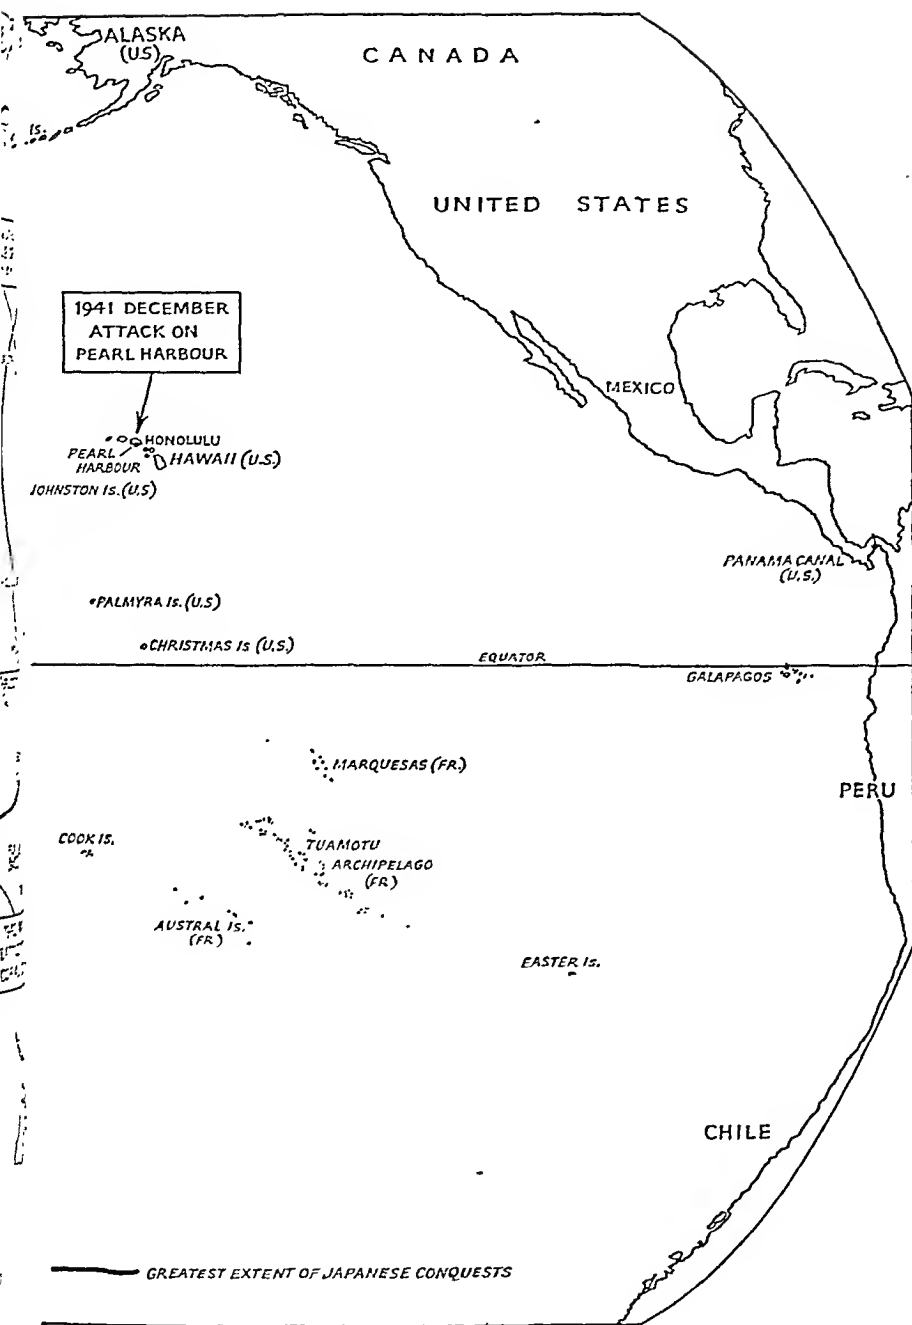 ALASKA
(U.S)
CANADA
Is.
UNITED STATES
1941 DECEMBER
ATTACK ON
PEARL HARBOUR
MEXICO
HONOLULU
PEARL
HARBOUR
HAWAII (U.S.)
JOHNSTON Is.(U.S)
PANAMA CANAL
(U.S.)
PALMYRA Is.(U.S)
CHRISTMAS Is (U.S.)
EQUATOR
GALAPAGOS
MARQUESAS (FR.)
PERU
COOK IS.
TUAMOTU
ARCHIPELAGO
(FR)
AUSTRAL Is.
(FR)
EASTER Is.
CHILE
GREATEST EXTENT OF JAPANESE CONQUESTS